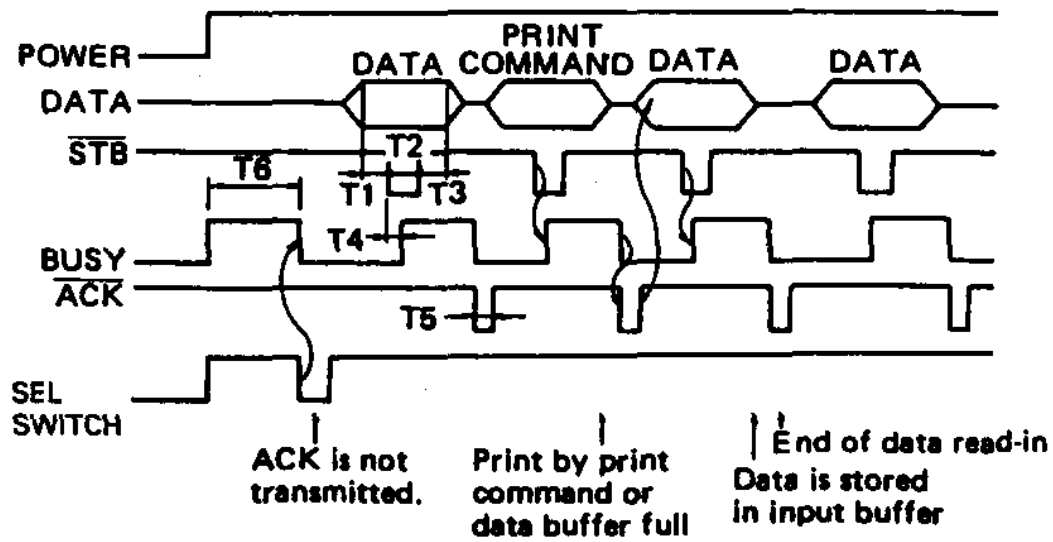 POWER
DATA
PRINT
COMMAND
DATA
DATA
DATA
STB
T2
T6
T1
T3
T4
BUSY
ACK
T5
SEL
SWITCH
ACK is not
transmitted.
Print by print
command or
data buffer full
End of data read-in
Data is stored
in input buffer